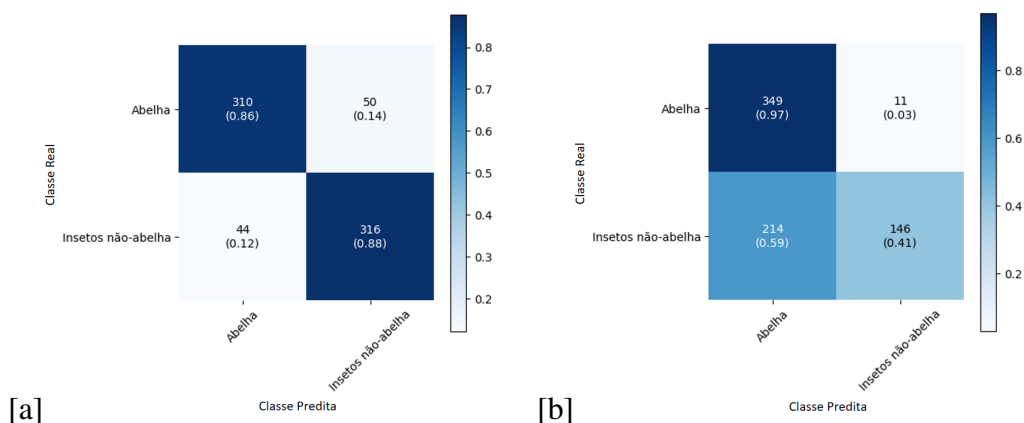 Classe Real
Abelha
Insetos não-abelha
310
(0.86)
50
(0.14)
44
(0.12)
316
(0.88)
Abelha
Insetos não-abelha
Classe Predita
0.8
0.7
0.6
0.5
0.4
0.3
0.2
[a]
Classe Real
Abelha
Insetos não-abelha
349
(0.97)
11
(0.03)
214
(0.59)
146
(0.41)
Abelha
Insetos não-abelha
Classe Predita
0.8
0.6
0.4
0.2
[b]